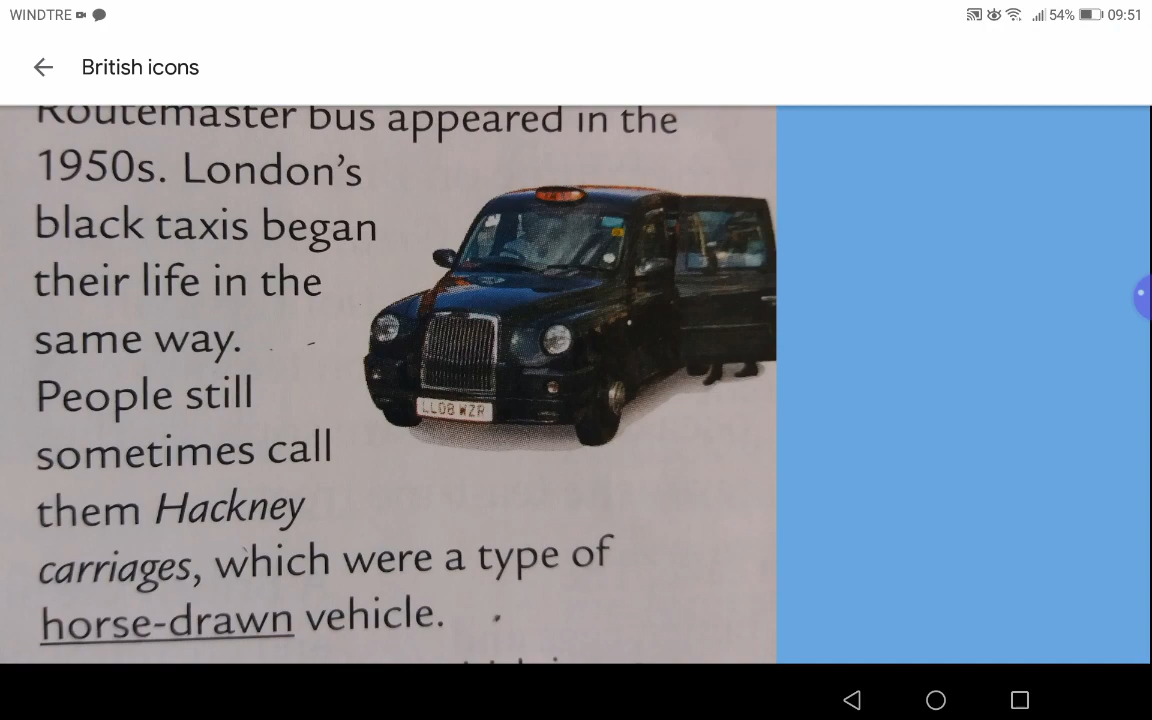 WINDTRE 54% 09:51
British icons
Routemaster bus appeared in the
1950s. London's
black taxis began
their life in the
same way.
People still
sometimes call
them Hackney
carriages, which were a type of
horse-drawn vehicle.
LL08 WZR